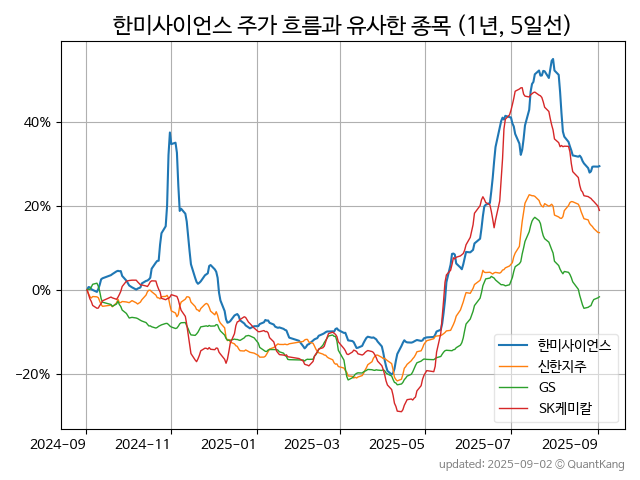 한미사이언스 주가 흐름과 유사한 종목 (1년, 5일선)
40%
20%
0%
−20%
한미사이언스
신한지주
GS
SK케미칼
2024-09 2024-11 2025-01 2025-03 2025-05 2025-07 2025-09
updated: 2025-09-02 © QuantKang